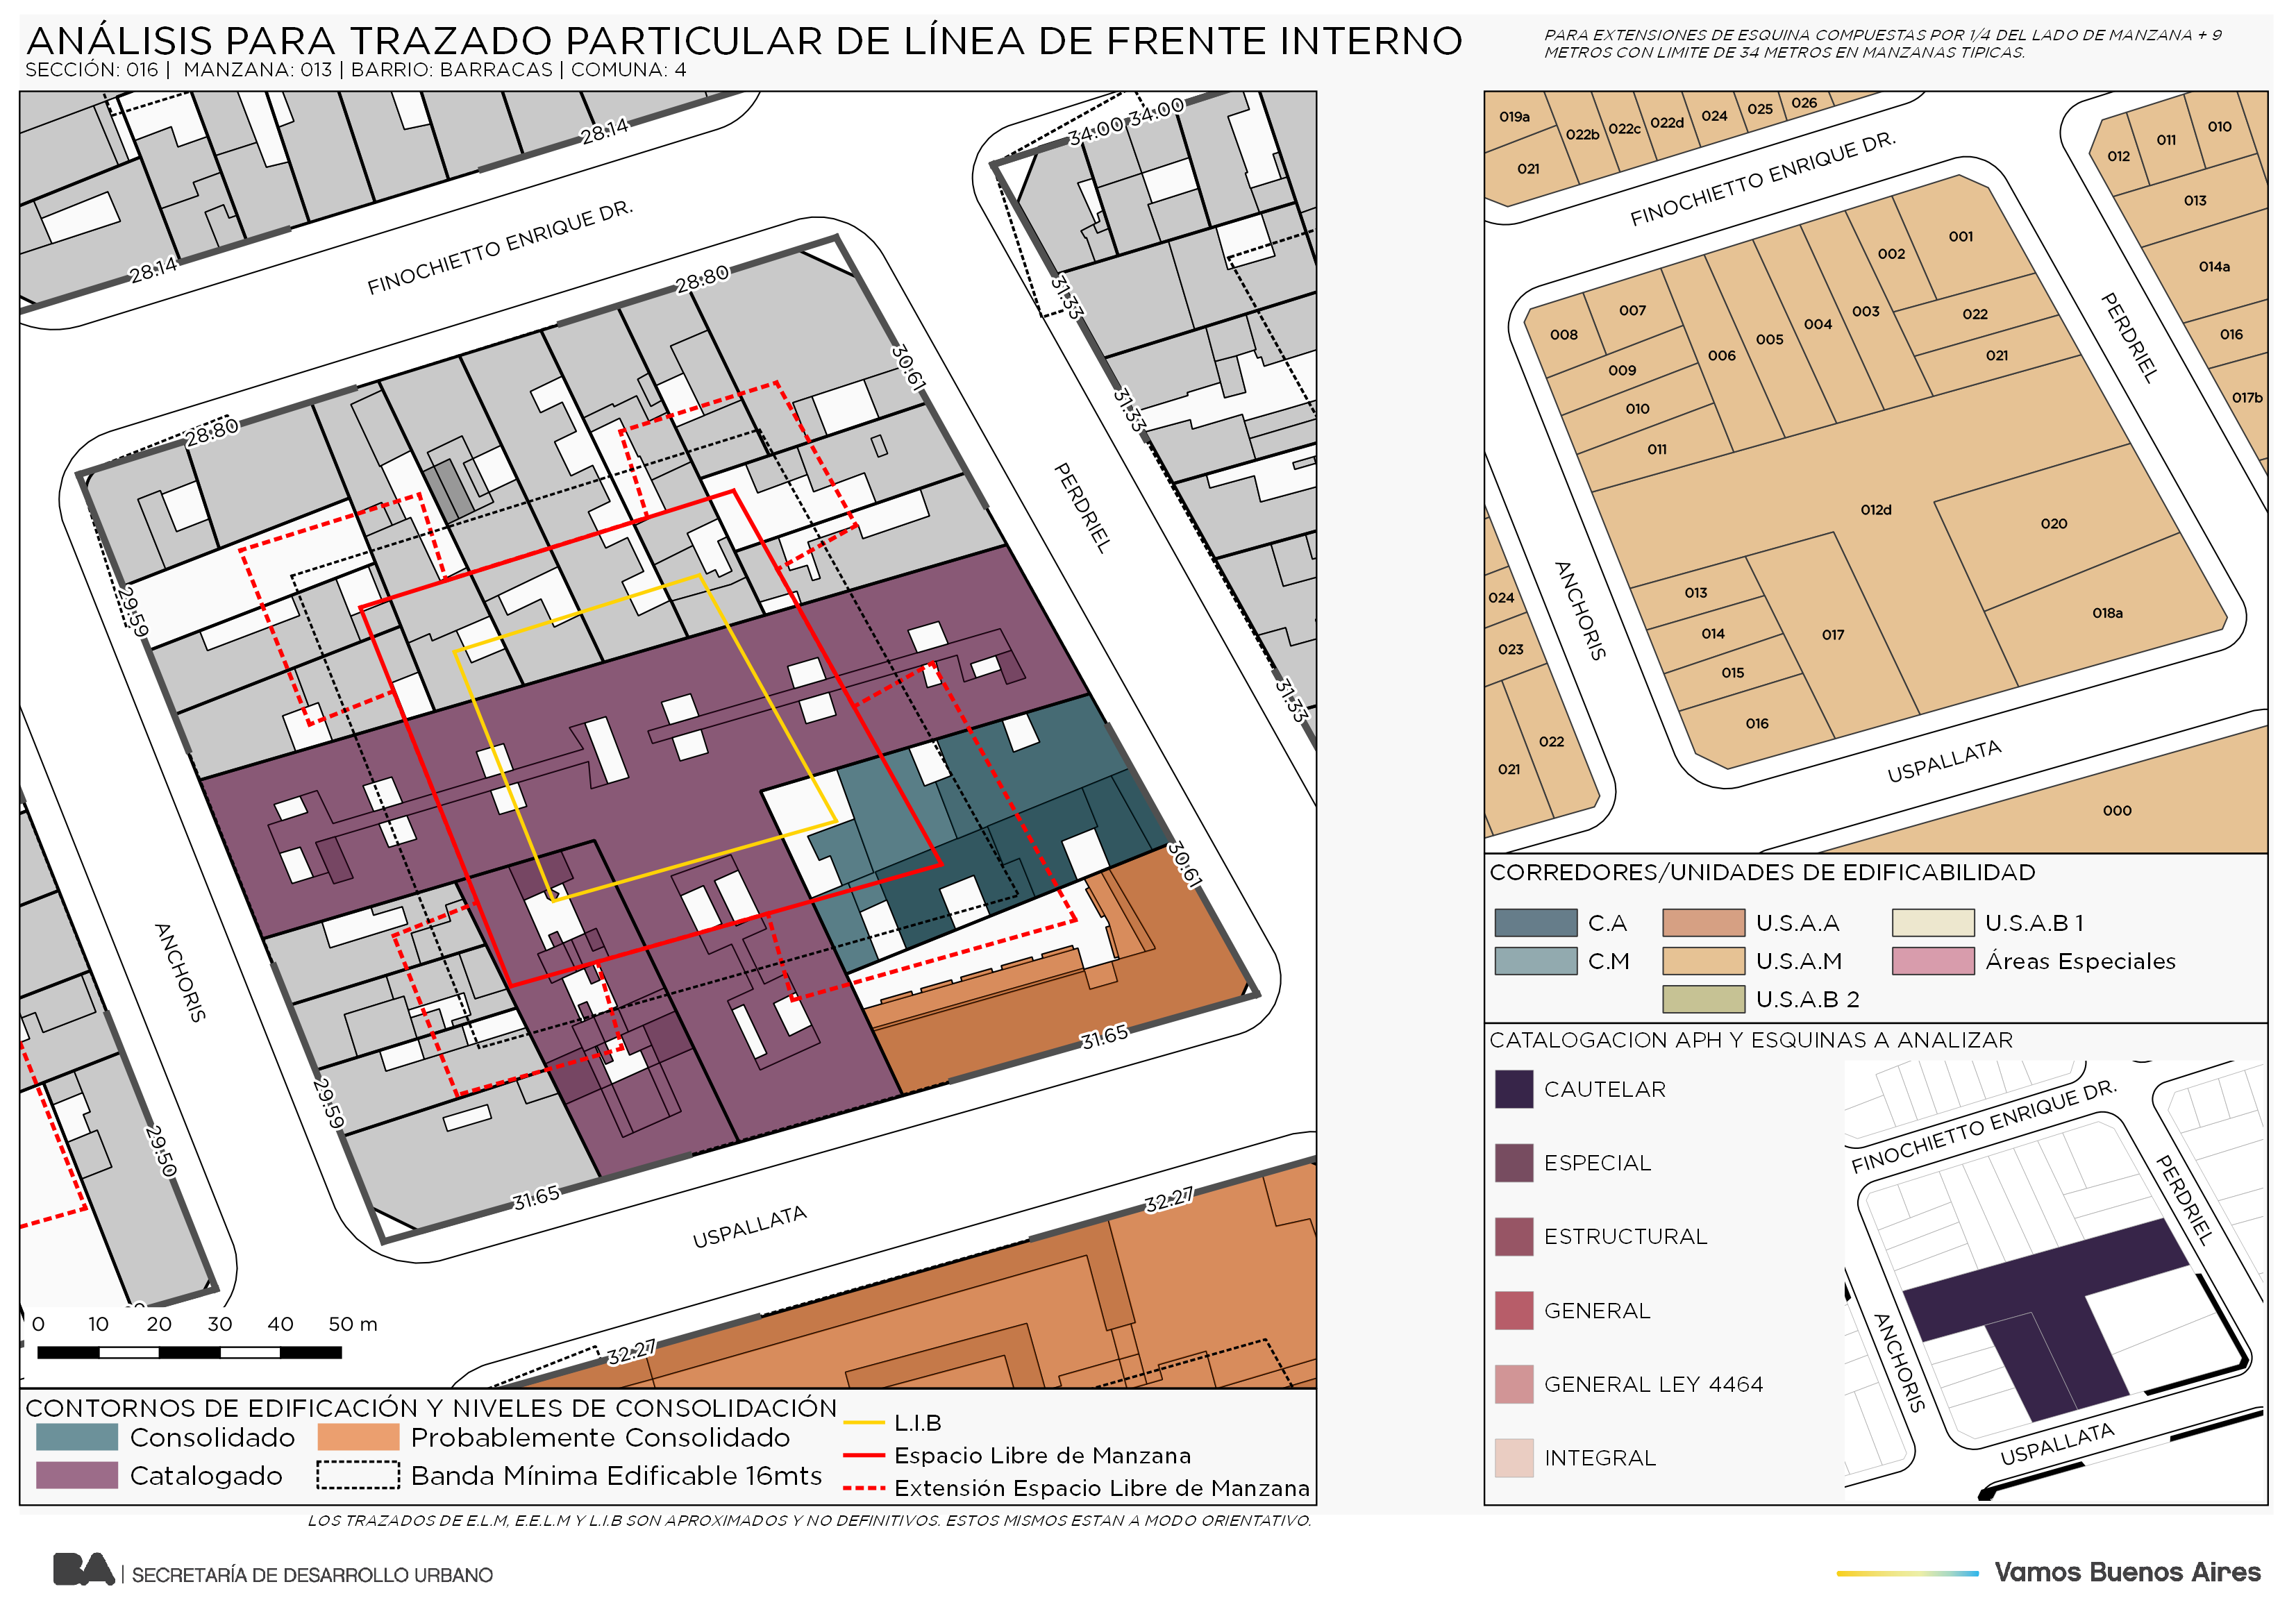 ANÁLISIS PARA TRAZADO PARTICULAR DE LÍNEA DE FRENTE INTERNO
SECCIÓN: 016 | MANZANA: 013 | BARRIO: BARRACAS | COMUNA: 4
PARA EXTENSIONES DE ESQUINA COMPUESTAS POR 1/4 DEL LADO DE MANZANA + 9
METROS CON LIMITE DE 34 METROS EN MANZANAS TIPICAS.
28.14
34.00 34.00
28.14
FINOCHIETTO ENRIQUE DR.
28.80
31.33
30.61
31.33
28.80
PERDRIEL
29.59
31.33
30.61
ANCHORIS
31.65
29.59
29.50
31.65
32.27
USPALLATA
32.27
0 10 20 30 40 50 m
019a
022b
022c
022d
024
025
026
021
FINOCHIETTO ENRIQUE DR.
012
011
010
013
014a
016
017b
PERDRIEL
001
002
003
004
005
006
007
008
009
010
011
022
021
012d
020
018a
013
014
015
016
017
ANCHORIS
024
023
022
021
USPALLATA
000
CORREDORES/UNIDADES DE EDIFICABILIDAD
C.A
U.S.A.A
U.S.A.B 1
C.M
U.S.A.M
Áreas Especiales
U.S.A.B 2
CATALOGACION APH Y ESQUINAS A ANALIZAR
CAUTELAR
ESPECIAL
ESTRUCTURAL
GENERAL
GENERAL LEY 4464
INTEGRAL
FINOCHIETTO ENRIQUE DR.
PERDRIEL
ANCHORIS
USPALLATA
CONTORNOS DE EDIFICACIÓN Y NIVELES DE CONSOLIDACIÓN
Consolidado
Probablemente Consolidado
Catalogado
Banda Mínima Edificable 16mts
L.I.B
Espacio Libre de Manzana
Extensión Espacio Libre de Manzana
LOS TRAZADOS DE E.L.M, E.E.L.M Y L.I.B SON APROXIMADOS Y NO DEFINITIVOS. ESTOS MISMOS ESTAN A MODO ORIENTATIVO.
BA | SECRETARÍA DE DESARROLLO URBANO
Vamos Buenos Aires